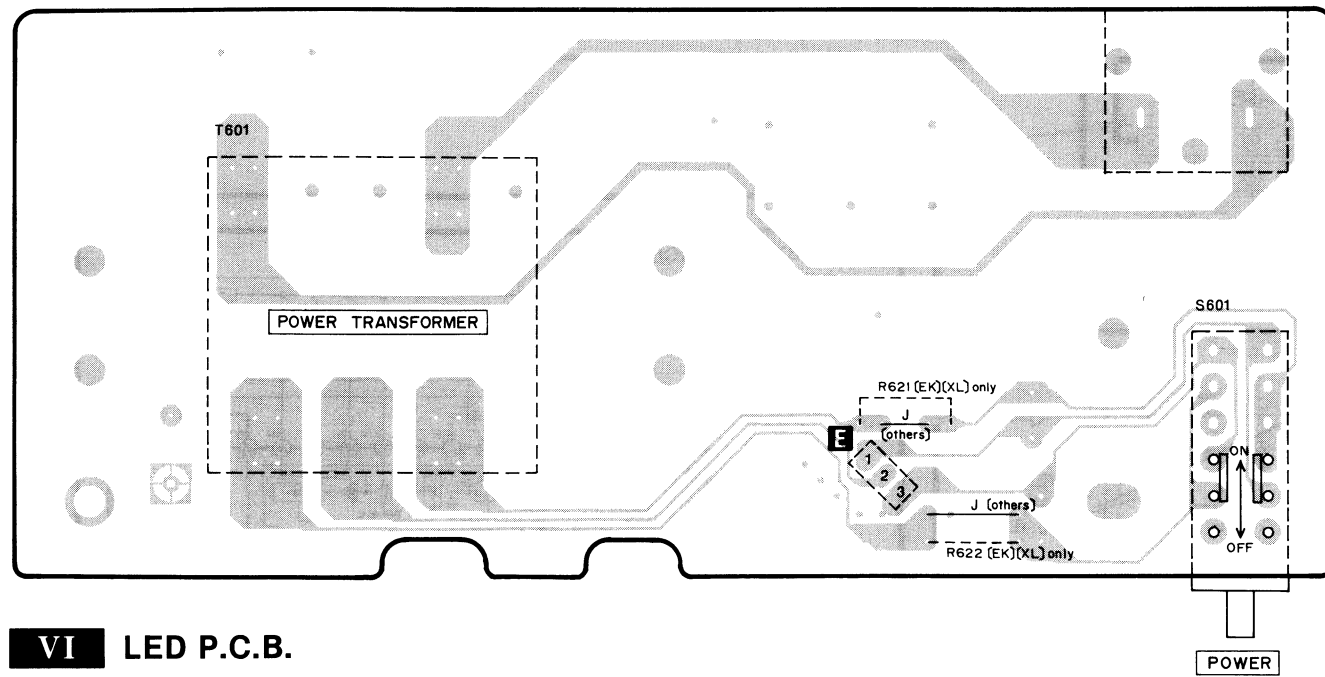 T601
POWER TRANSFORMER
S601
R621 (EK)(XL) only
J
(others)
E
1
2
3
ON
J (others)
OFF
R622 (EK)(XL) only
VI LED P.C.B.
POWER